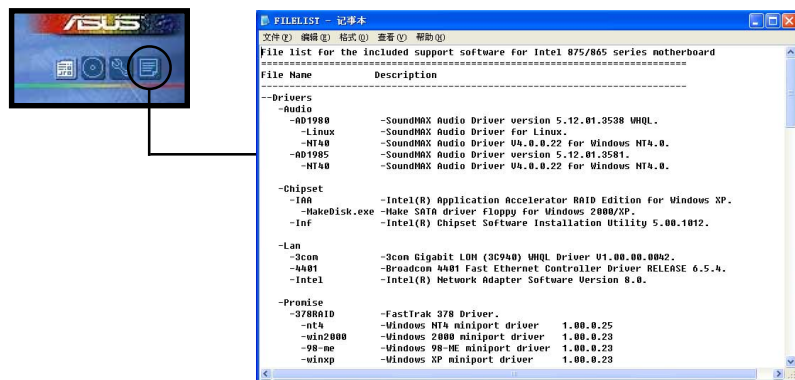 ASUS
FILELIST - 记事本
文件(F) 编辑(E) 格式(O) 查看(V) 帮助(H)
File list for the included support software for Intel 875/865 series motherboard
================================================================================
File Name Description
--------------------------------------------------------------------------------
--Drivers
-Audio
-AD1980 -SoundMAX Audio Driver version 5.12.01.3538 WHQL.
-Linux -SoundMAX Audio Driver for Linux.
-NT40 -SoundMAX Audio Driver V4.0.0.22 for Windows NT4.0.
-AD1985 -SoundMAX Audio Driver version 5.12.01.3581.
-NT40 -SoundMAX Audio Driver V4.0.0.22 for Windows NT4.0.
-Chipset
-IAA -Intel(R) Application Accelerator RAID Edition for Windows XP.
-MakeDisk.exe -Make SATA driver floppy for Windows 2000/XP.
-Inf -Intel(R) Chipset Software Installation Utility 5.00.1012.
-Lan
-3com -3com Gigabit LOM (3C940) WHQL Driver V1.00.00.0042.
-4401 -Broadcom 4401 Fast Ethernet Controller Driver RELEASE 6.5.4.
-Intel -Intel(R) Network Adapter Software Version 8.0.
-Promise
-378RAID -FastTrak 378 Driver.
-nt4 -Windows NT4 miniport driver 1.00.0.25
-win2000 -Windows 2000 miniport driver 1.00.0.23
-98-me -Windows 98-ME miniport driver 1.00.0.23
-winxp -Windows XP miniport driver 1.00.0.23